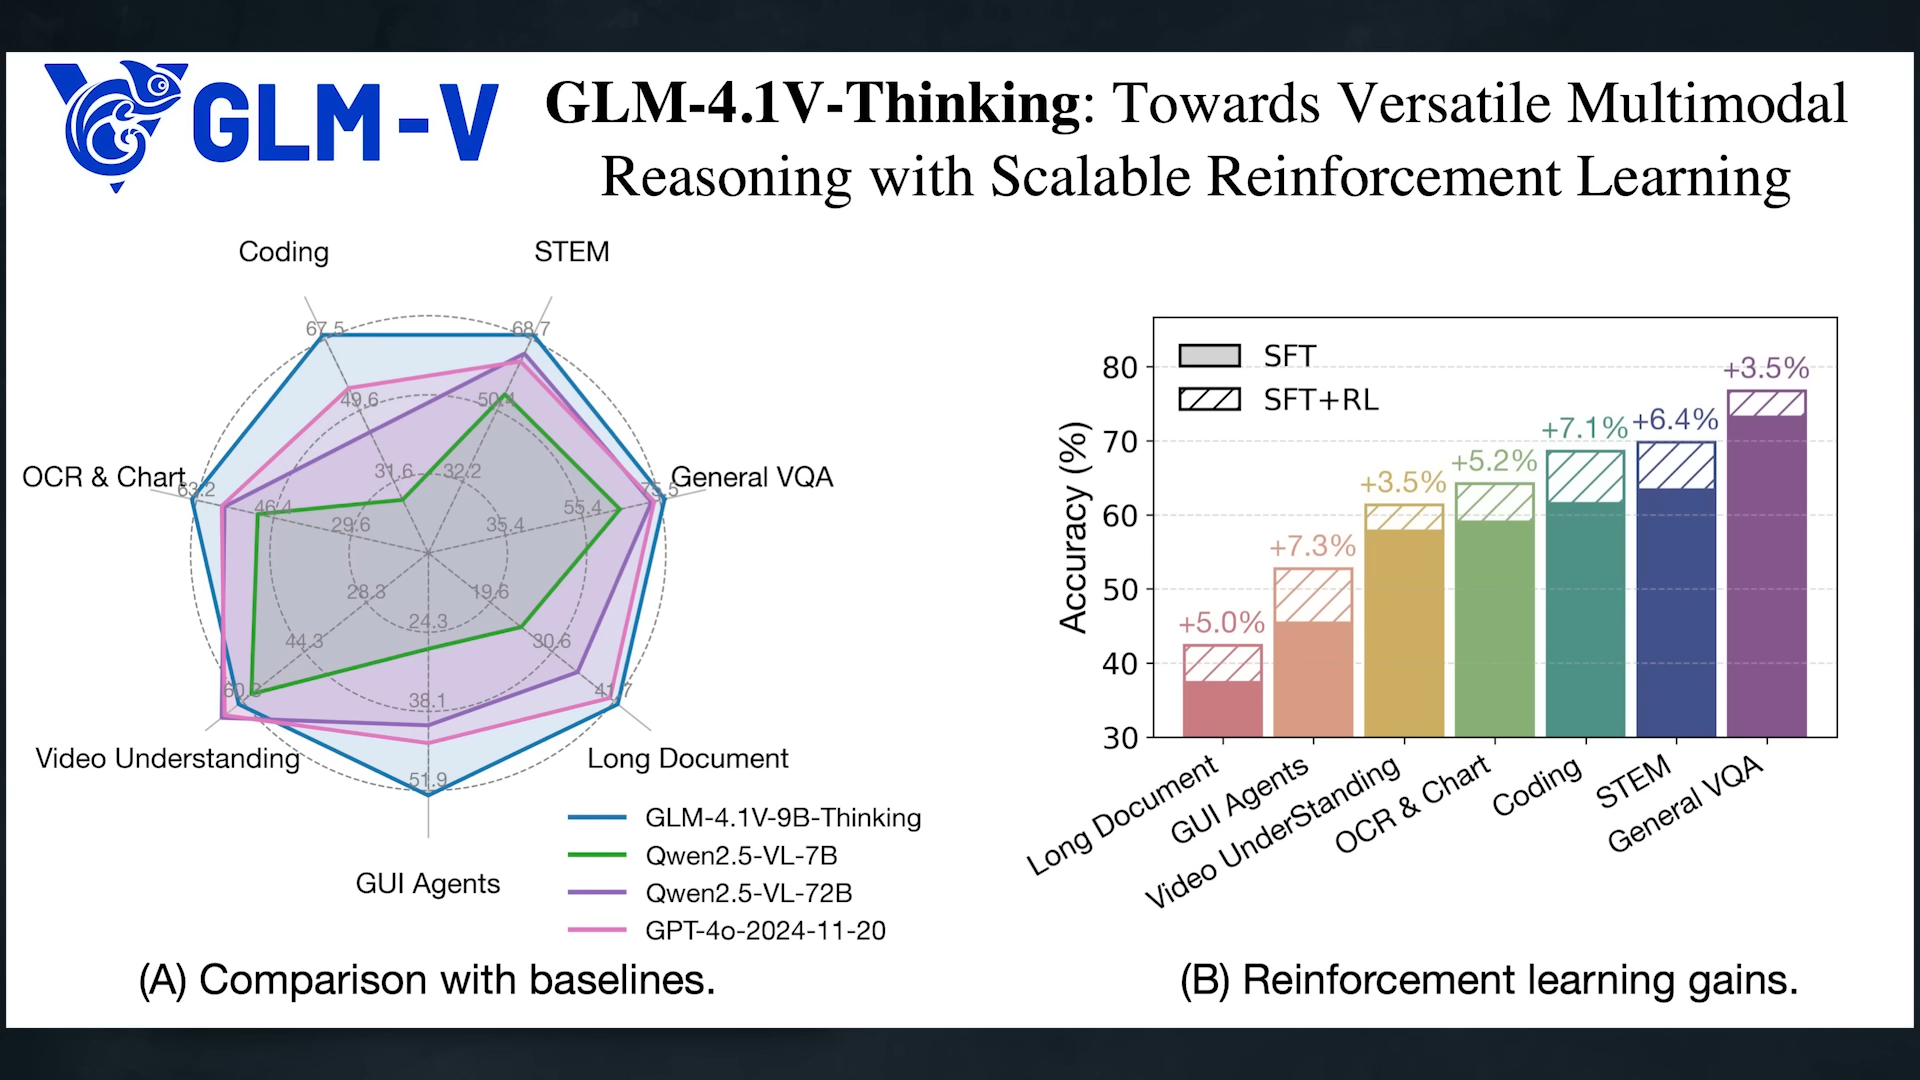 GLM-V
GLM-4.1V-Thinking: Towards Versatile Multimodal
Reasoning with Scalable Reinforcement Learning
Coding
STEM
67.5
68.7
49.6
50.4
OCR & Chart
General VQA
63.2
75.5
31.6
32.2
46.4
55.4
29.6
35.4
28.3
19.6
24.3
44.3
30.6
60.3
41.7
38.1
Video Understanding
Long Document
51.9
GUI Agents
GLM-4.1V-9B-Thinking
Qwen2.5-VL-7B
Qwen2.5-VL-72B
GPT-4o-2024-11-20
(A) Comparison with baselines.
SFT
SFT+RL
Accuracy (%)
80
70
60
50
40
30
+5.0%
+7.3%
+3.5%
+5.2%
+7.1%
+6.4%
+3.5%
Long Document
GUI Agents
Video UnderStanding
OCR & Chart
Coding
STEM
General VQA
(B) Reinforcement learning gains.